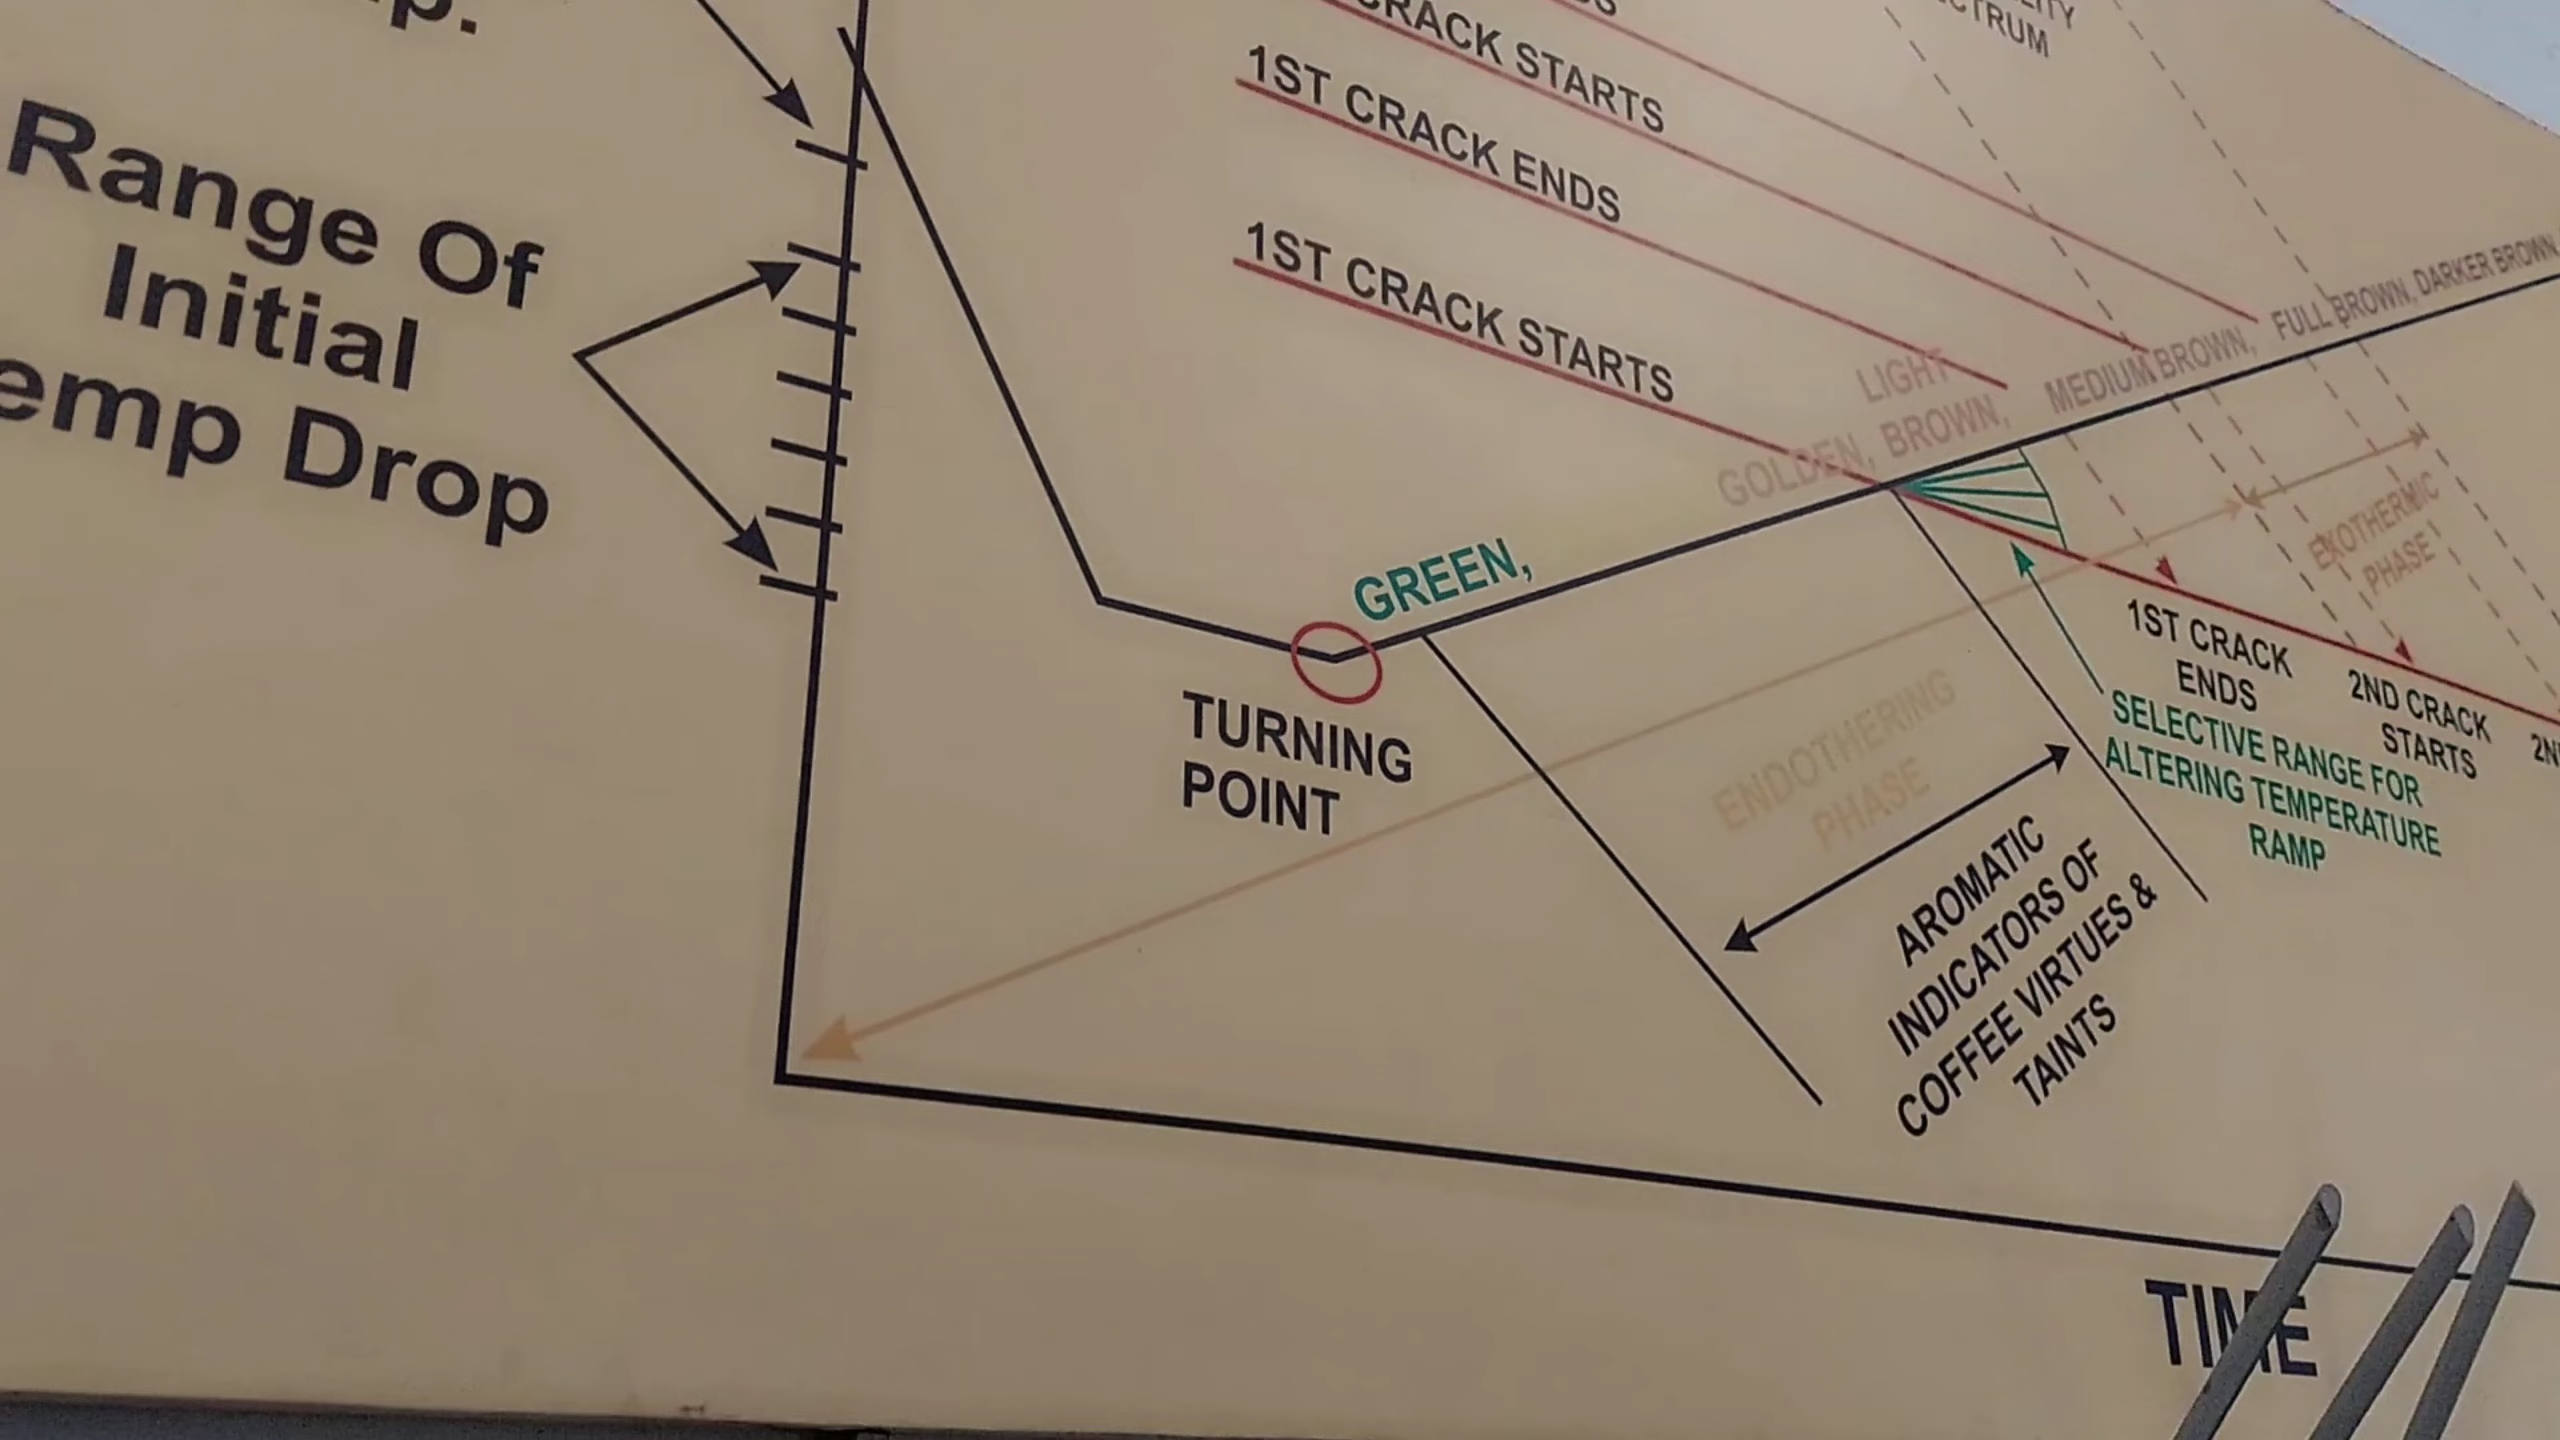 Range Of
Initial
Drop
CRACK STARTS
1ST CRACK ENDS
1ST CRACK STARTS
LIGHT
GOLDEN, BROWN, MEDIUM BROWN, FULL BROWN, DARKER BROWN
GREEN,
TURNING
POINT
ENDOTHERING
PHASE
EXOTHERMIC
PHASE
1ST CRACK
ENDS
2ND CRACK
STARTS
SELECTIVE RANGE FOR
ALTERING TEMPERATURE
RAMP
AROMATIC
INDICATORS OF
COFFEE VIRTUES &
TAINTS
TIME